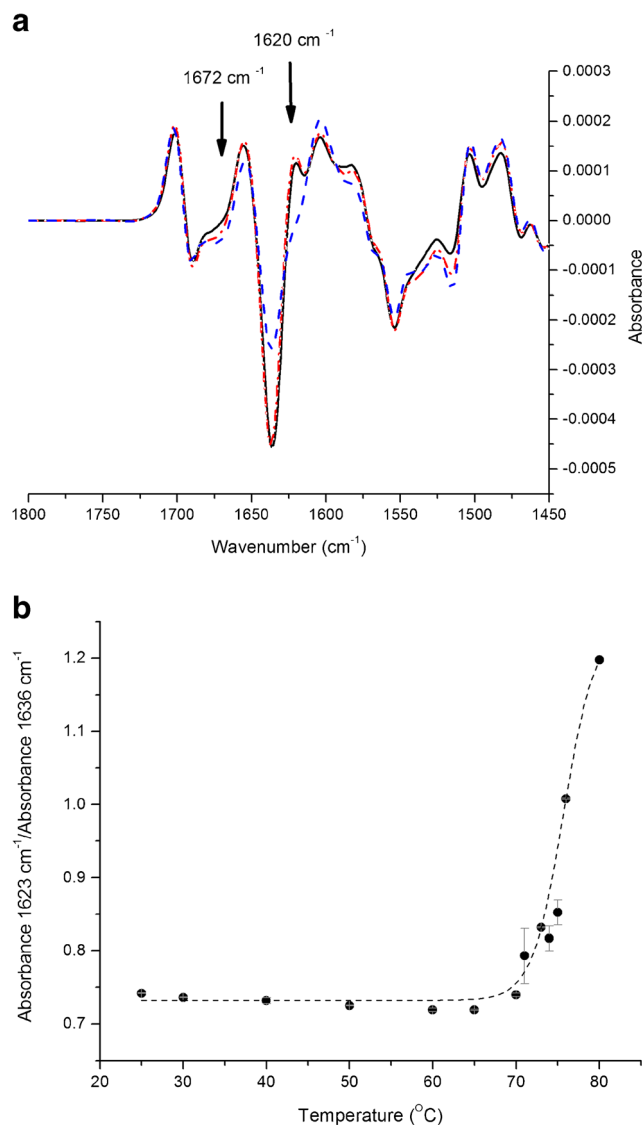 a
1620 cm -1
1672 cm -1
0.0003
0.0002
0.0001
0.0000
-0.0001
-0.0002
-0.0003
-0.0004
-0.0005
Absorbance
1800 1750 1700 1650 1600 1550 1500 1450
Wavenumber (cm-1)
b
Absorbance 1623 cm-1/Absorbance 1636 cm-1
1.2
1.1
1.0
0.9
0.8
0.7
20 30 40 50 60 70 80
Temperature (oC)